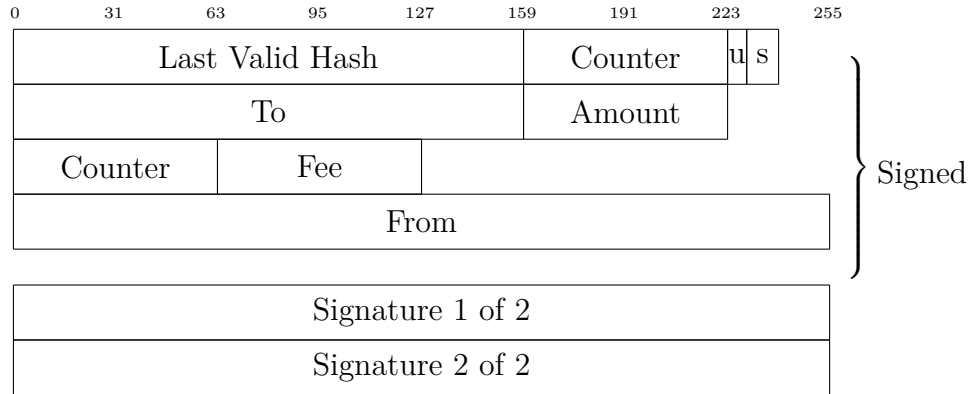 0 31 63 95 127 159 191 223 255
Last Valid Hash Counter u s
To Amount
Counter Fee
Signed
From
Signature 1 of 2
Signature 2 of 2